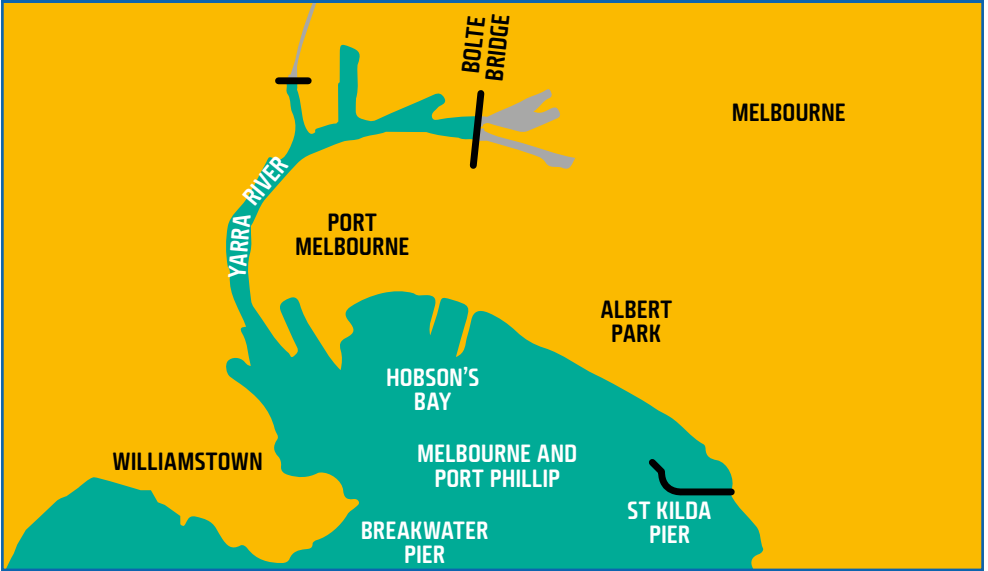 BOLTE
BRIDGE
MELBOURNE
YARRA RIVER
PORT
MELBOURNE
ALBERT
PARK
HOBSON'S
BAY
WILLIAMSTOWN
MELBOURNE AND
PORT PHILLIP
ST KILDA
PIER
BREAKWATER
PIER